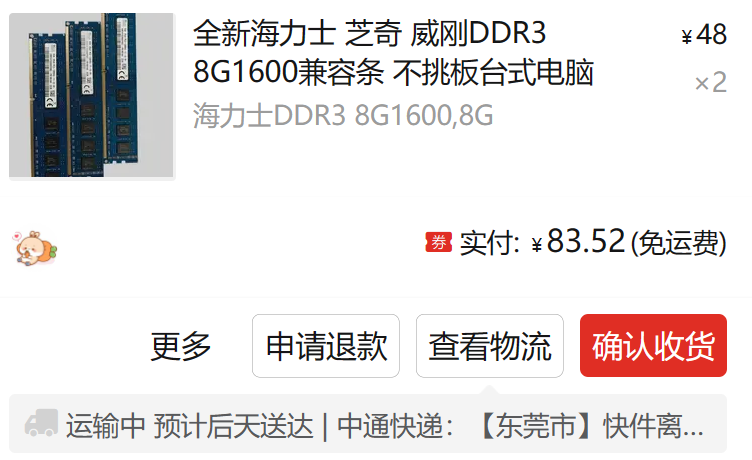 全新海力士 芝奇 威刚DDR3
¥48
8G1600兼容条 不挑板台式电脑
×2
海力士DDR3 8G1600,8G
券 实付: ¥83.52(免运费)
更多 申请退款 查看物流 确认收货
运输中 预计后天送达 | 中通快递：【东莞市】快件离...